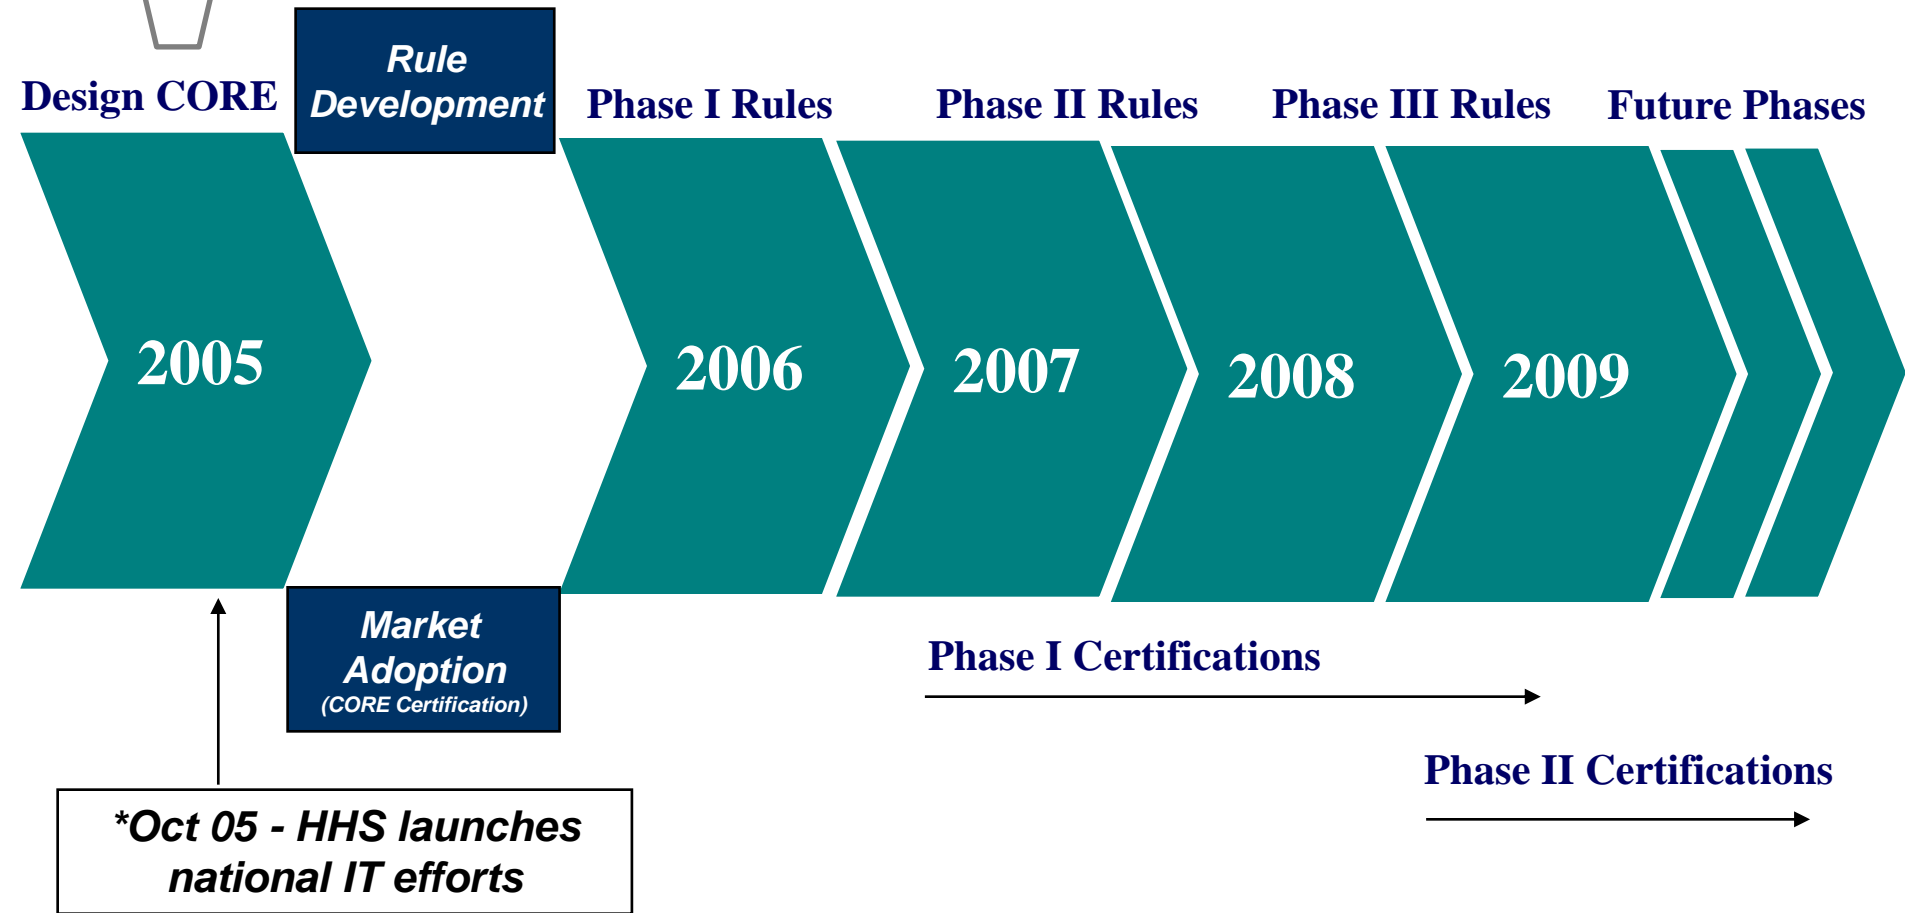 Design CORE
Rule
Development
Phase I Rules
Phase II Rules
Phase III Rules
Future Phases
2005
2006
2007
2008
2009
Market
Adoption
(CORE Certification)
Phase I Certifications
Phase II Certifications
*Oct 05 - HHS launches
national IT efforts